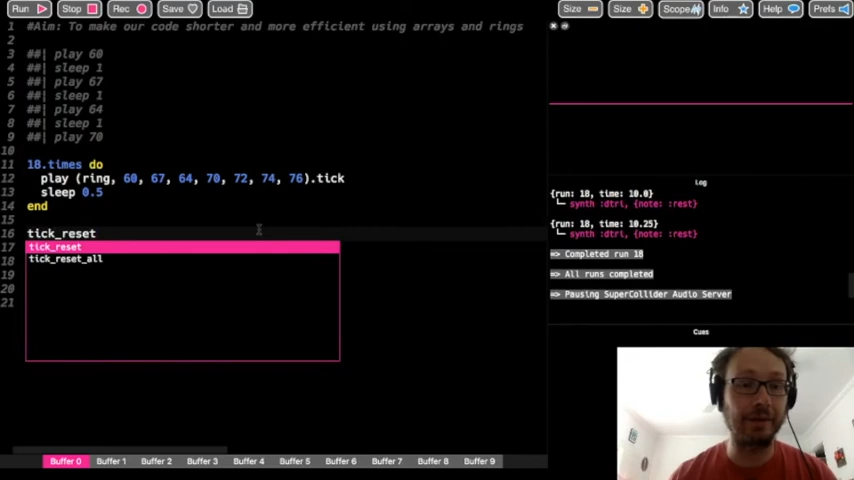 Run Stop Rec Save Load Size Size Scope Info Help Prefs
1 #Aim: To make our code shorter and more efficient using arrays and rings
2
3 ##| play 60
4 ##| sleep 1
5 ##| play 67
6 ##| sleep 1
7 ##| play 64
8 ##| sleep 1
9 ##| play 70
10
11 18.times do
12 play (ring, 60, 67, 64, 70, 72, 74, 76).tick
13 sleep 0.5
14 end
15
16 tick_reset
17 tick_reset
18 tick_reset_all
19
20
21
Log
{run: 18, time: 10.0}
synth :dtri, {note: :rest}
{run: 18, time: 10.25}
synth :dtri, {note: :rest}
=> Completed run 18
=> All runs completed
=> Pausing SuperCollider Audio Server
Cues
Buffer 0 Buffer 1 Buffer 2 Buffer 3 Buffer 4 Buffer 5 Buffer 6 Buffer 7 Buffer 8 Buffer 9